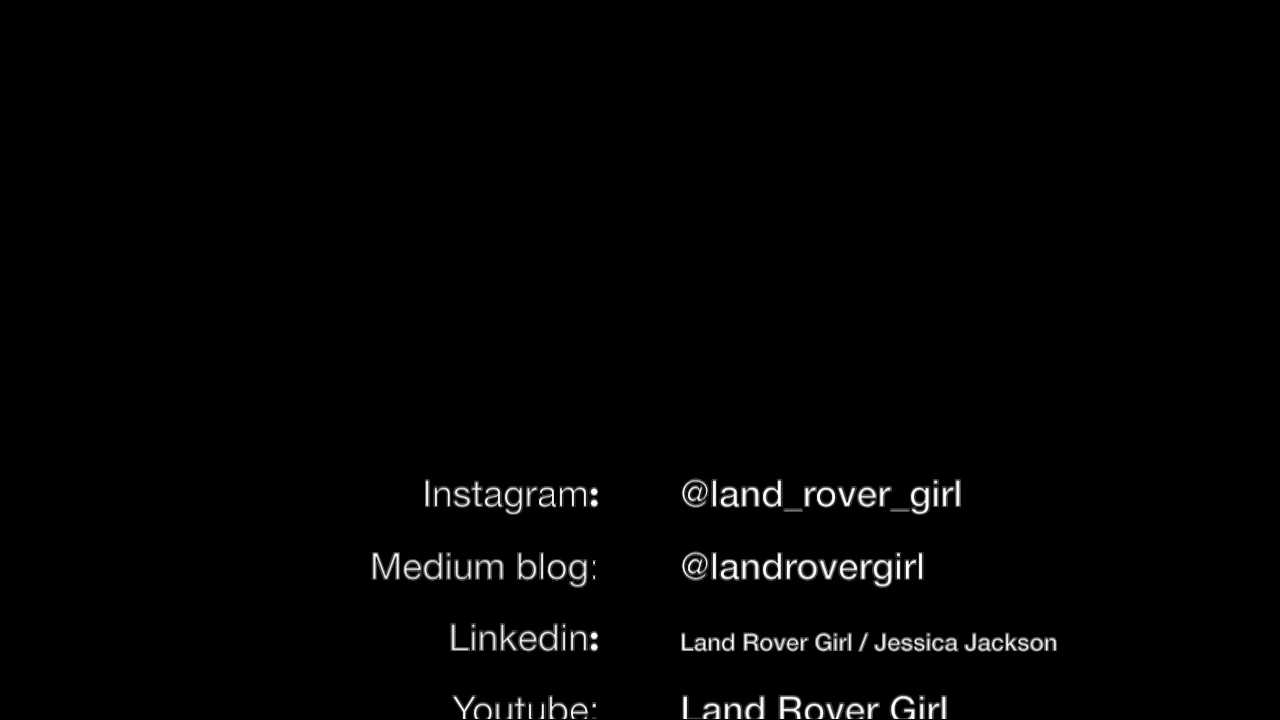 Instagram: @land_rover_girl
Medium blog: @landrovergirl
Linkedin: Land Rover Girl / Jessica Jackson
Youtube: Land Rover Girl